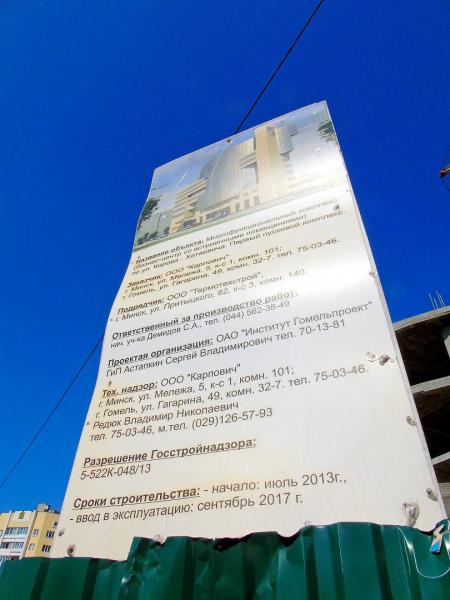 Название объекта: Многофункциональный комплекс
(Бизнес-центр со встроенными помещениями)
по ул. Кирова - Хатаевича. Первый пусковой комплекс.
Заказчик: ООО "Карпович"
г. Минск, ул. Мележа, 5, к-с 1, комн. 101;
г. Гомель, ул. Гагарина, 49, комн. 32-7. тел. 75-03-46.
Подрядчик: ООО "Термотехстрой".
г. Минск, ул. Притыцкого, 62, к-с 3, комн. 140.
Ответственный за производство работ:
нач. уч-ка Демидов С.А., тел. (044) 562-38-49
Проектая организация: ОАО "Институт Гомельпроект"
ГиП Астапкин Сергей Владимирович тел. 70-13-81
Тех. надзор: ООО "Карпович"
г. Минск, ул. Мележа, 5, к-с 1, комн. 101;
г. Гомель, ул. Гагарина, 49, комн. 32-7. тел. 75-03-46.
Редюк Владимир Николаевич
тел. 75-03-46, м.тел. (029)126-57-93
Разрешение Госстройнадзора:
5-522К-048/13
Сроки строительства: - начало: июль 2013г.,
- ввод в эксплуатацию: сентябрь 2017 г.